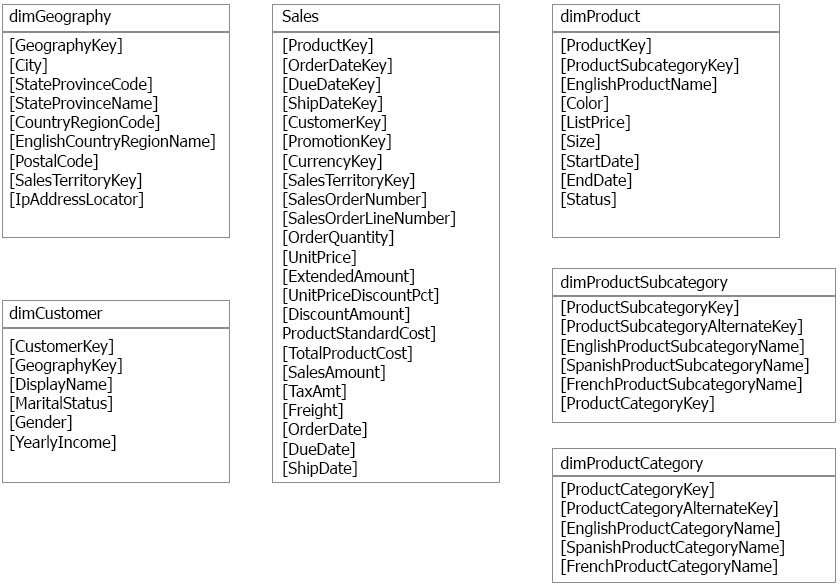 dimGeography
[GeographyKey]
[City]
[StateProvinceCode]
[StateProvinceName]
[CountryRegionCode]
[EnglishCountryRegionName]
[PostalCode]
[SalesTerritoryKey]
[IpAddressLocator]
dimCustomer
[CustomerKey]
[GeographyKey]
[DisplayName]
[MaritalStatus]
[Gender]
[YearlyIncome]
Sales
[ProductKey]
[OrderDateKey]
[DueDateKey]
[ShipDateKey]
[CustomerKey]
[PromotionKey]
[CurrencyKey]
[SalesTerritoryKey]
[SalesOrderNumber]
[SalesOrderLineNumber]
[OrderQuantity]
[UnitPrice]
[ExtendedAmount]
[UnitPriceDiscountPct]
[DiscountAmount]
ProductStandardCost]
[TotalProductCost]
[SalesAmount]
[TaxAmt]
[Freight]
[OrderDate]
[DueDate]
[ShipDate]
dimProduct
[ProductKey]
[ProductSubcategoryKey]
[EnglishProductName]
[Color]
[ListPrice]
[Size]
[StartDate]
[EndDate]
[Status]
dimProductSubcategory
[ProductSubcategoryKey]
[ProductSubcategoryAlternateKey]
[EnglishProductSubcategoryName]
[SpanishProductSubcategoryName]
[FrenchProductSubcategoryName]
[ProductCategoryKey]
dimProductCategory
[ProductCategoryKey]
[ProductCategoryAlternateKey]
[EnglishProductCategoryName]
[SpanishProductCategoryName]
[FrenchProductCategoryName]